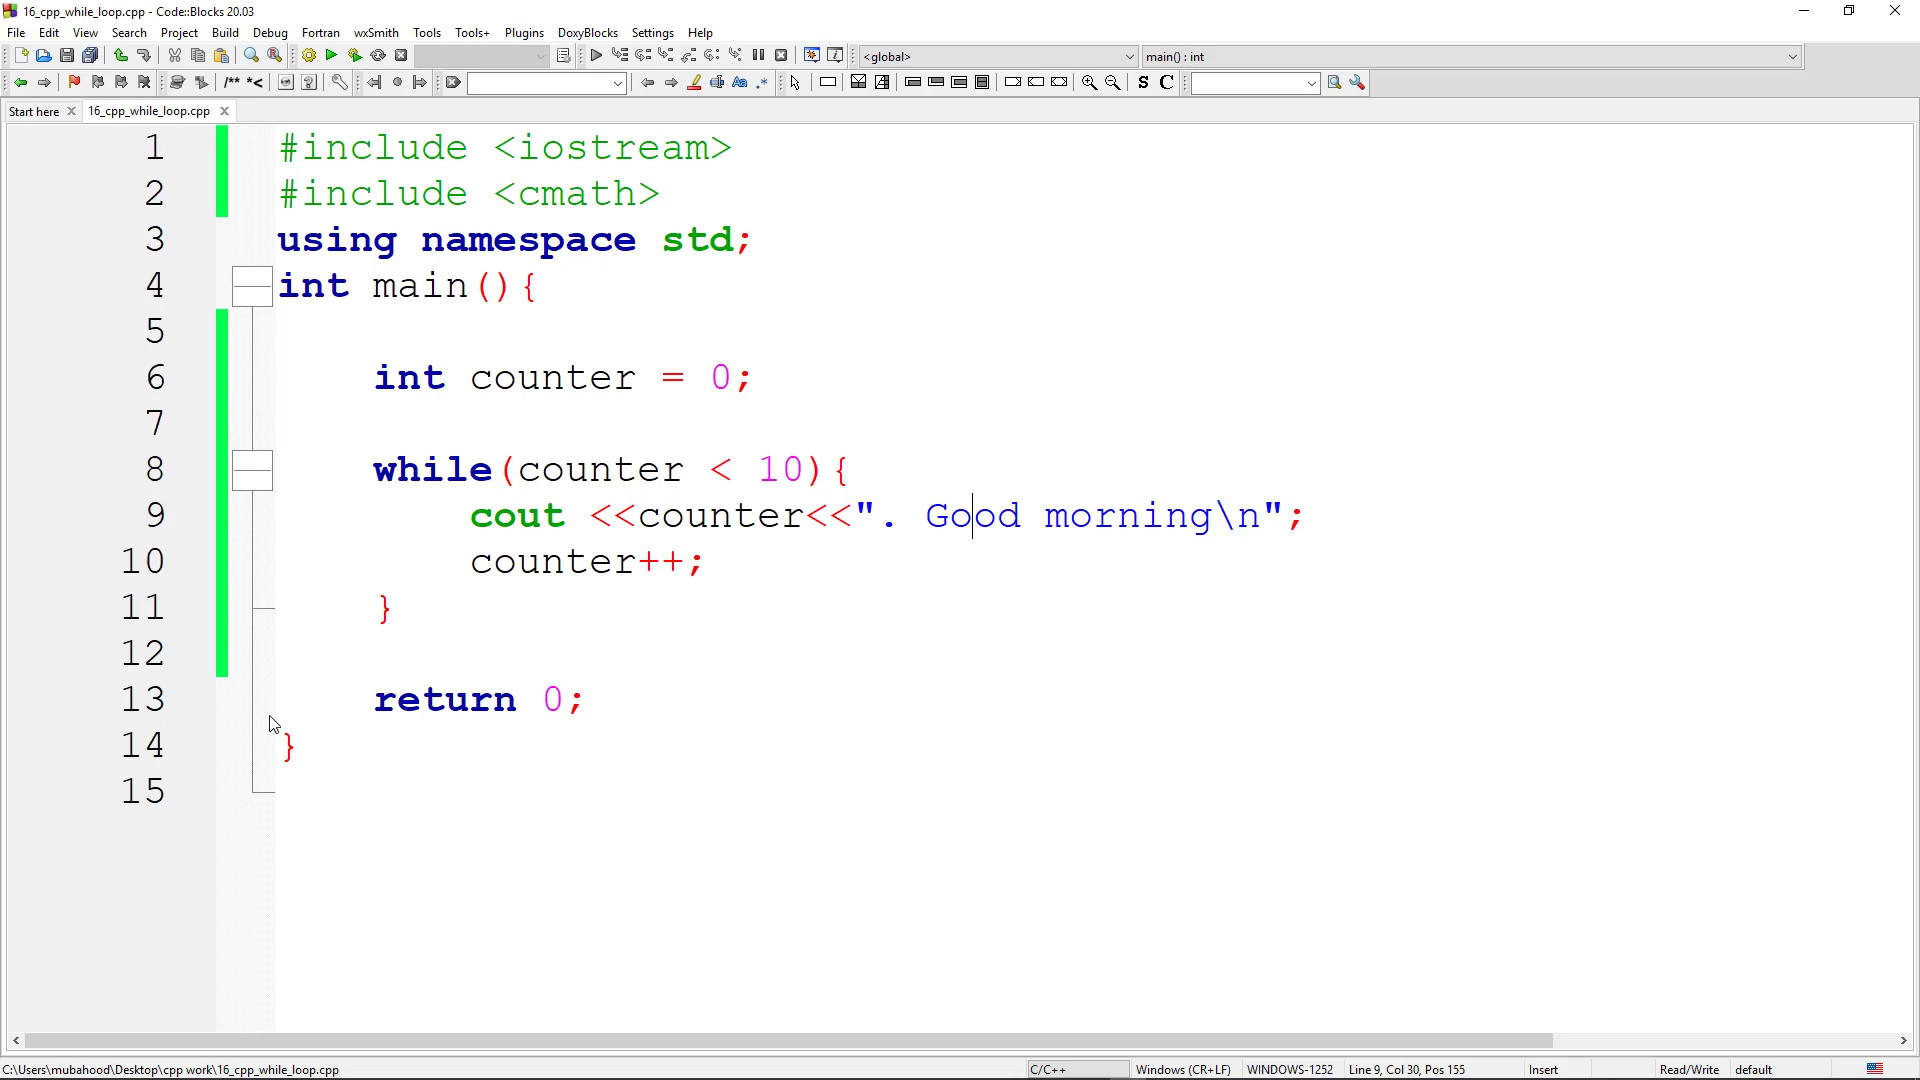 16_cpp_while_loop.cpp - Code::Blocks 20.03
File Edit View Search Project Build Debug Fortran wxSmith Tools Tools+ Plugins DoxyBlocks Settings Help
<global> main() : int
/** *< Aa .* S C
Start here 16_cpp_while_loop.cpp
1 #include <iostream>
2 #include <cmath>
3 using namespace std;
4 int main(){
5
6 int counter = 0;
7
8 while(counter < 10){
9 cout <<counter<<". Good morning\n";
10 counter++;
11 }
12
13 return 0;
14 }
15
C:\Users\mubahood\Desktop\cpp work\16_cpp_while_loop.cpp C/C++ Windows (CR+LF) WINDOWS-1252 Line 9, Col 30, Pos 155 Insert Read/Write default